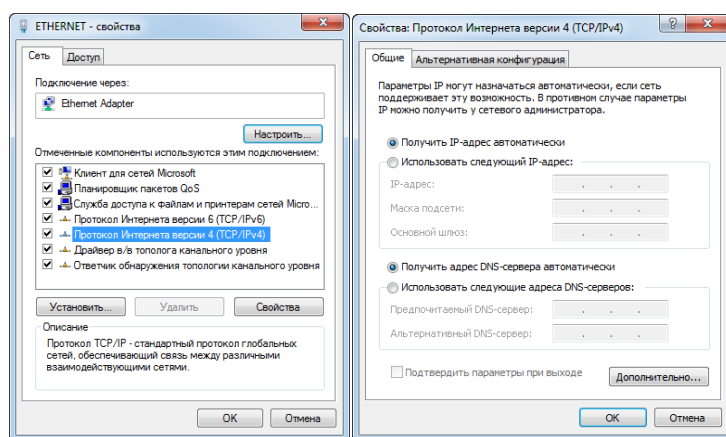 ETHERNET - свойства
Сеть
Доступ
Подключение через:
Ethernet Adapter
Настроить...
Отмеченные компоненты используются этим подключением:
Клиент для сетей Microsoft
Планировщик пакетов QoS
Служба доступа к файлам и принтерам сетей Micro...
Протокол Интернета версии 6 (TCP/IPv6)
Протокол Интернета версии 4 (TCP/IPv4)
Драйвер в/в тополога канального уровня
Ответчик обнаружения топологии канального уровня
Установить...
Удалить
Свойства
Описание
Протокол TCP/IP - стандартный протокол глобальных
сетей, обеспечивающий связь между различными
взаимодействующими сетями.
OK
Отмена
Свойства: Протокол Интернета версии 4 (TCP/IPv4)
Общие
Альтернативная конфигурация
Параметры IP могут назначаться автоматически, если сеть
поддерживает эту возможность. В противном случае параметры
IP можно получить у сетевого администратора.
Получить IP-адрес автоматически
Использовать следующий IP-адрес:
IP-адрес:
Маска подсети:
Основной шлюз:
Получить адрес DNS-сервера автоматически
Использовать следующие адреса DNS-серверов:
Предпочитаемый DNS-сервер:
Альтернативный DNS-сервер:
Подтвердить параметры при выходе
Дополнительно...
OK
Отмена